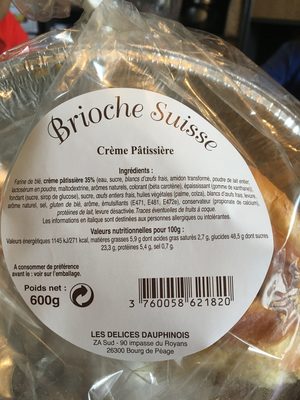 Brioche Suisse
Crème Pâtissière
Ingrédients :
Farine de blé, crème pâtissière 35% (eau, sucre, blancs d'œufs frais, amidon transformé, poudre de lait entier,
lactosérum en poudre, maltodextrine, arômes naturels, colorant (béta carotène), épaississant (gomme de xanthane)),
fondant (sucre, sirop de glucose), sucre, œufs entiers frais, huiles végétales (palme, colza), blancs d'œufs frais, levure,
arôme naturel, sel, gluten de blé, arôme, émulsifiants (E471, E481, E472e), conservateur (propionate de calcium),
protéines de lait, levure désactivée. Traces éventuelles de fruits à coque.
Les informations en italique sont destinées aux personnes allergiques ou intolérantes.
Valeurs nutritionnelles pour 100g :
Valeurs énergétiques 1145 kJ/271 kcal, matières grasses 5,9 g dont acides gras saturés 2,7 g, glucides 48,5 g dont sucres
23,3 g, protéines 5,4 g, sel 0,7 g.
A consommer de préférence
avant le : voir sur l'emballage.
Poids net :
600g
3 760058 621820
LES DELICES DAUPHINOIS
ZA Sud - 90 impasse du Royans
26300 Bourg de Péage